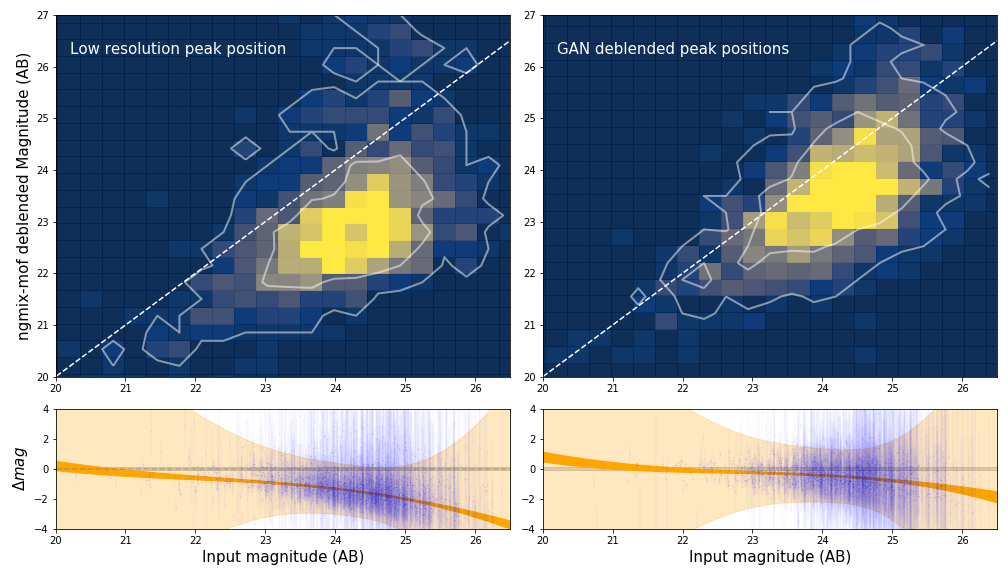 Low resolution peak position
GAN deblended peak positions
ngmix-mof deblended Magnitude (AB)
27
26
25
24
23
22
21
20
20 21 22 23 24 25 26
27
26
25
24
23
22
21
20
20 21 22 23 24 25 26
Δmag
4
2
0
−2
−4
20 21 22 23 24 25 26
Input magnitude (AB)
4
2
0
−2
−4
20 21 22 23 24 25 26
Input magnitude (AB)